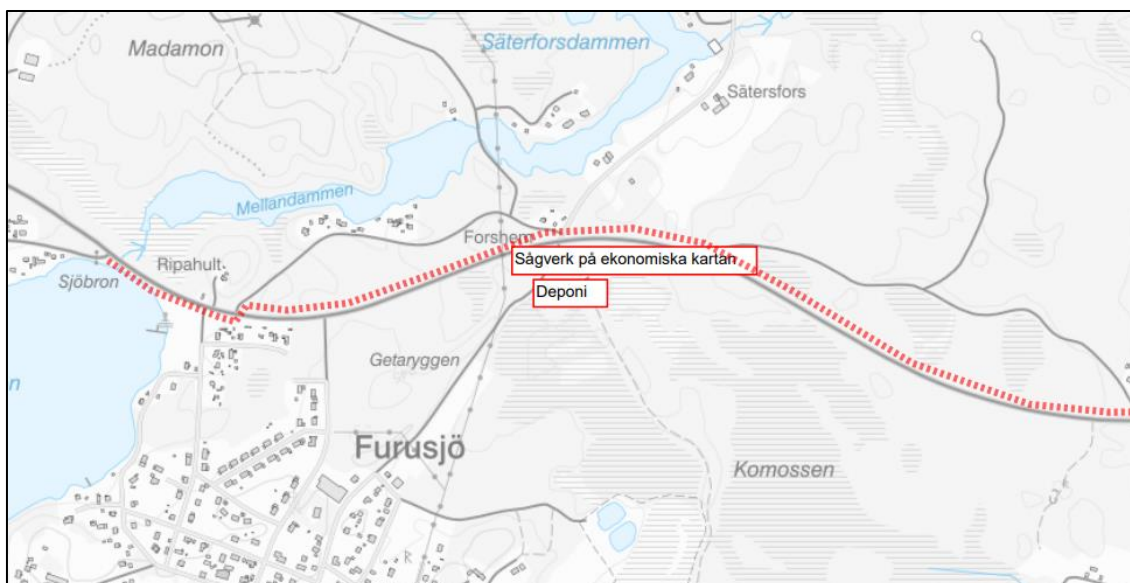 Madamon
Säterforsdammen
Sätersfors
Mellandammen
Forshem
Sågverk på ekonomiska kartan
Ripahult
Sjöbron
Deponi
Getaryggen
n
Furusjö
Komossen